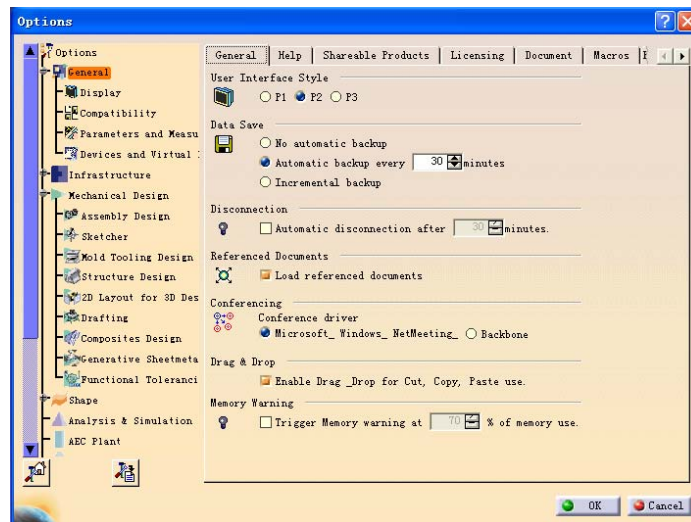 Options
Options
General
Display
Compatibility
Parameters and Measu
Devices and Virtual
Infrastructure
Mechanical Design
Assembly Design
Sketcher
Mold Tooling Design
Structure Design
2D Layout for 3D Des
Drafting
Composites Design
Generative Sheetmeta
Functional Toleranci
Shape
Analysis & Simulation
AEC Plant
General Help Shareable Products Licensing Document Macros
User Interface Style
P1 P2 P3
Data Save
No automatic backup
Automatic backup every 30 minutes
Incremental backup
Disconnection
Automatic disconnection after 30 minutes.
Referenced Documents
Load referenced documents
Conferencing
Conference driver
Microsoft_ Windows_ NetMeeting_ Backbone
Drag & Drop
Enable Drag _Drop for Cut, Copy, Paste use.
Memory Warning
Trigger Memory warning at 70 % of memory use.
OK Cancel